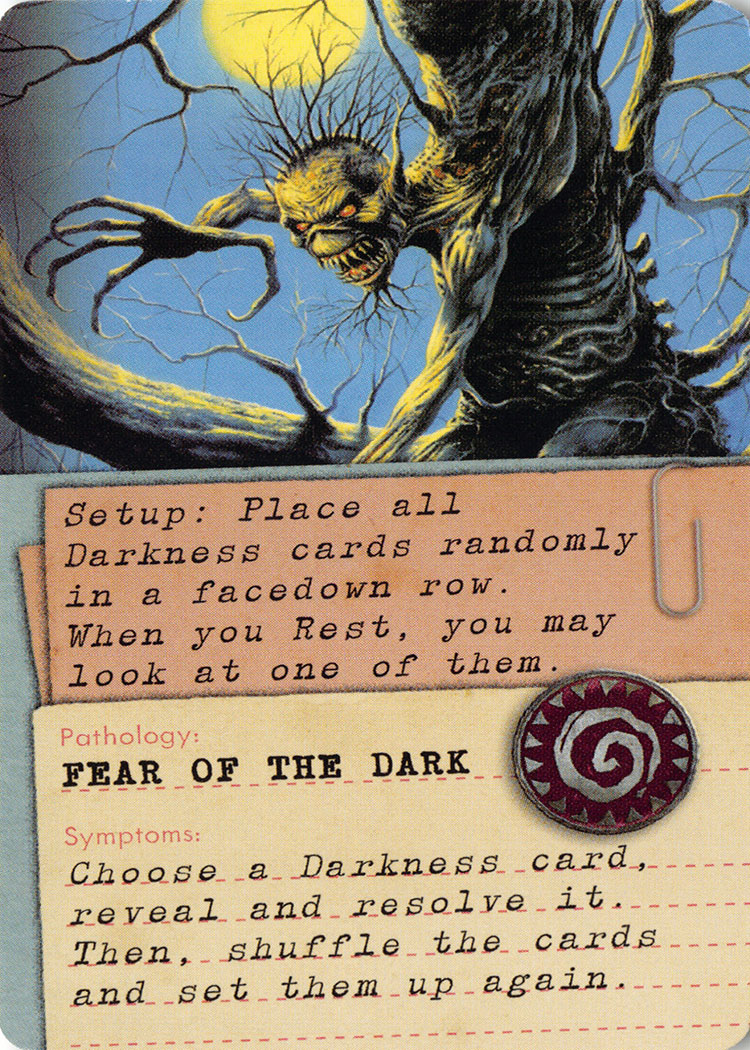 Setup: Place all
Darkness cards randomly
in a facedown row.
When you Rest, you may
look at one of them.
Pathology:
FEAR OF THE DARK
Symptoms:
Choose a Darkness card,
reveal and resolve it.
Then, shuffle the cards
and set them up again.